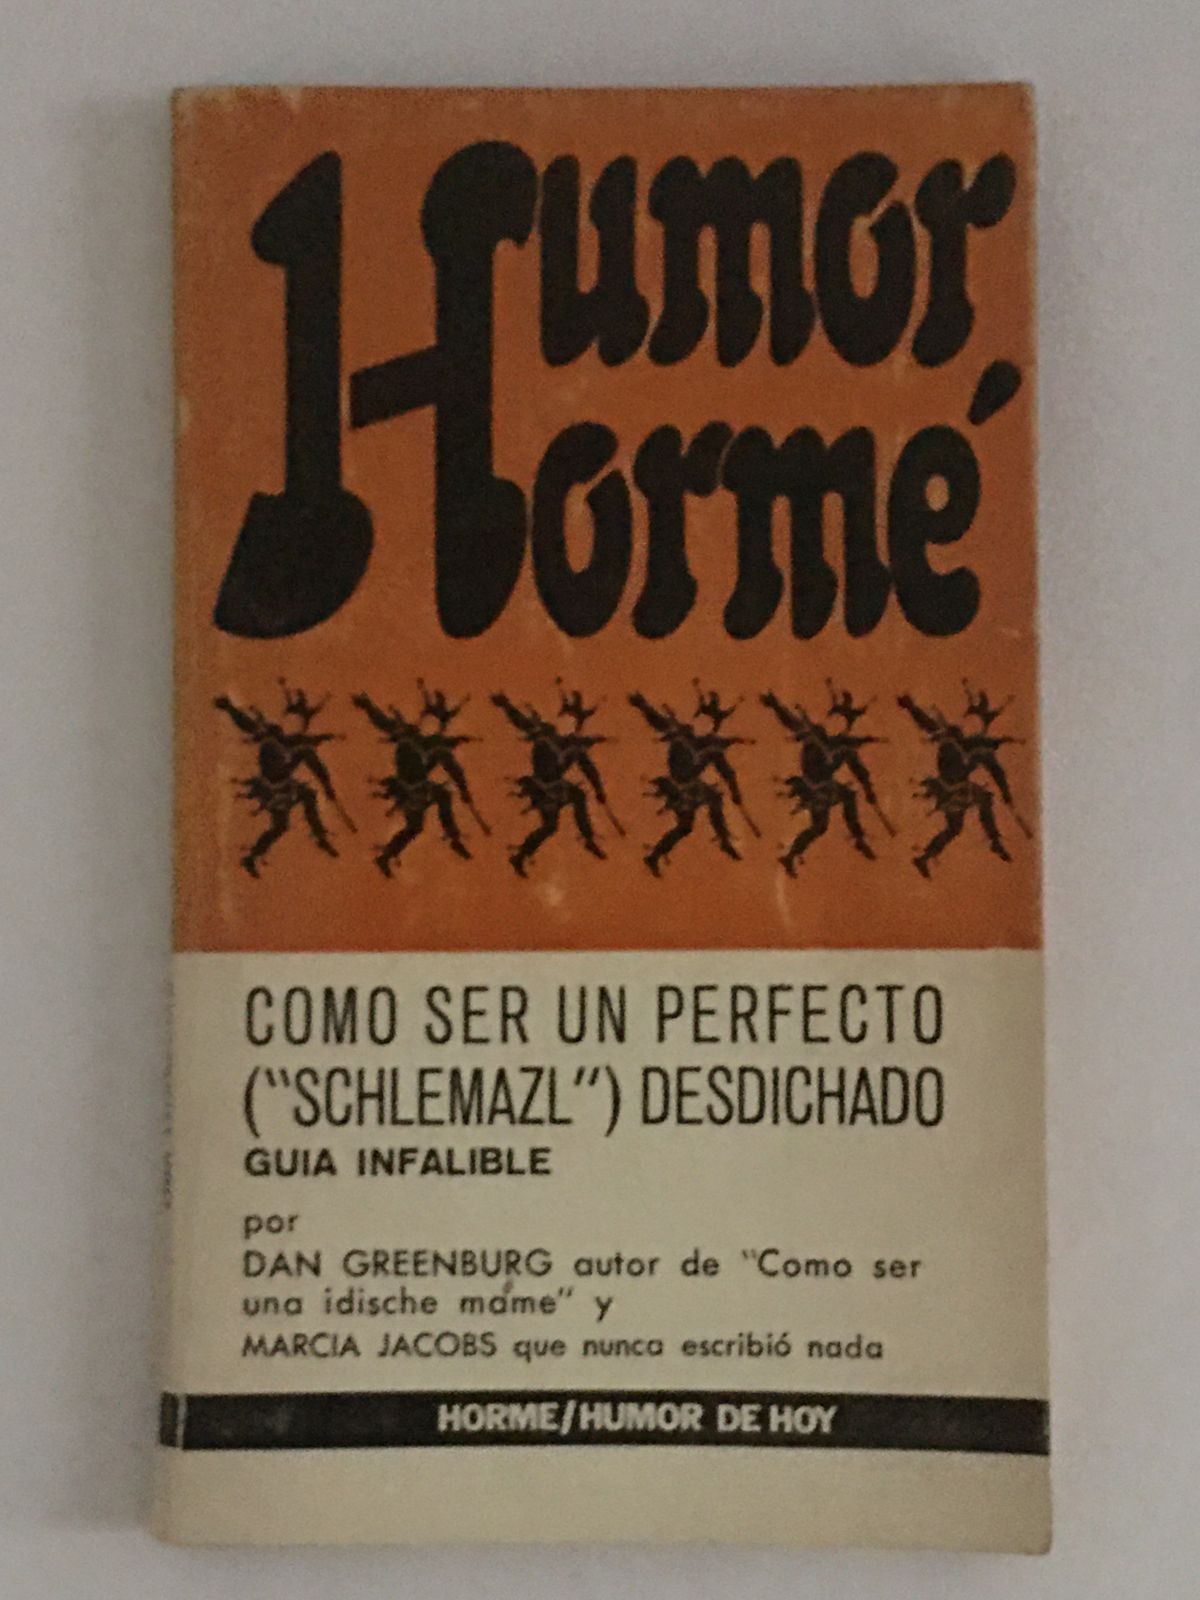 Humor
Hormé
COMO SER UN PERFECTO
("SCHLEMAZL") DESDICHADO
GUIA INFALIBLE
por
DAN GREENBURG autor de "Como ser
una idische mame" y
MARCIA JACOBS que nunca escribió nada
HORME/HUMOR DE HOY